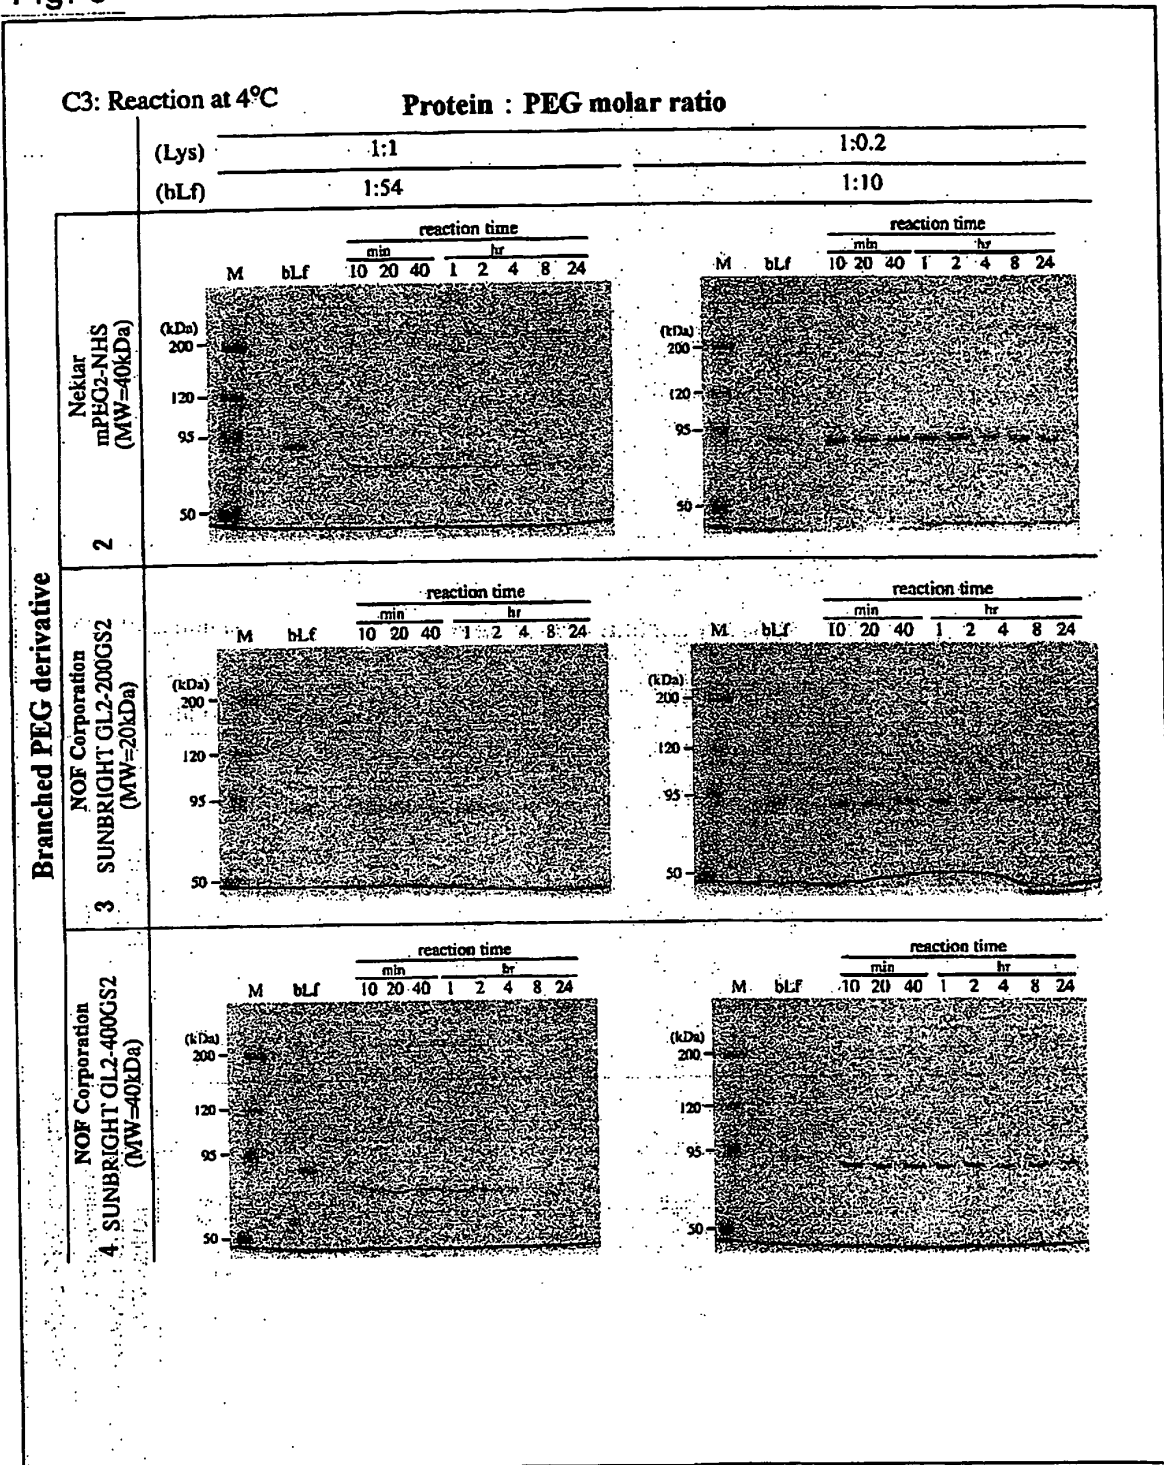 C3: Reaction at 4°C
Protein : PEG molar ratio
(Lys) 1:1 1:0.2
(bLf) 1:54 1:10
Branched PEG derivative
2 Nektar
mPEG2-NHS
(MW=40kDa)
reaction time
min hr
M bLf 10 20 40 1 2 4 8 24
(kDa)
200
120
95
50
reaction time
min hr
M bLf 10 20 40 1 2 4 8 24
(kDa)
200
120
95
50
NOF Corporation
3 SUNBRIGHT GL2-200GS2
(MW=20kDa)
reaction time
min hr
M bLf 10 20 40 1 2 4 8 24
(kDa)
200
120
95
50
reaction time
min hr
M bLf 10 20 40 1 2 4 8 24
(kDa)
200
120
95
50
NOF Corporation
4. SUNBRIGHT GL2-400GS2
(MW=40kDa)
reaction time
min hr
M bLf 10 20 40 1 2 4 8 24
(kDa)
200
120
95
50
reaction time
min hr
M bLf 10 20 40 1 2 4 8 24
(kDa)
200
120
95
50